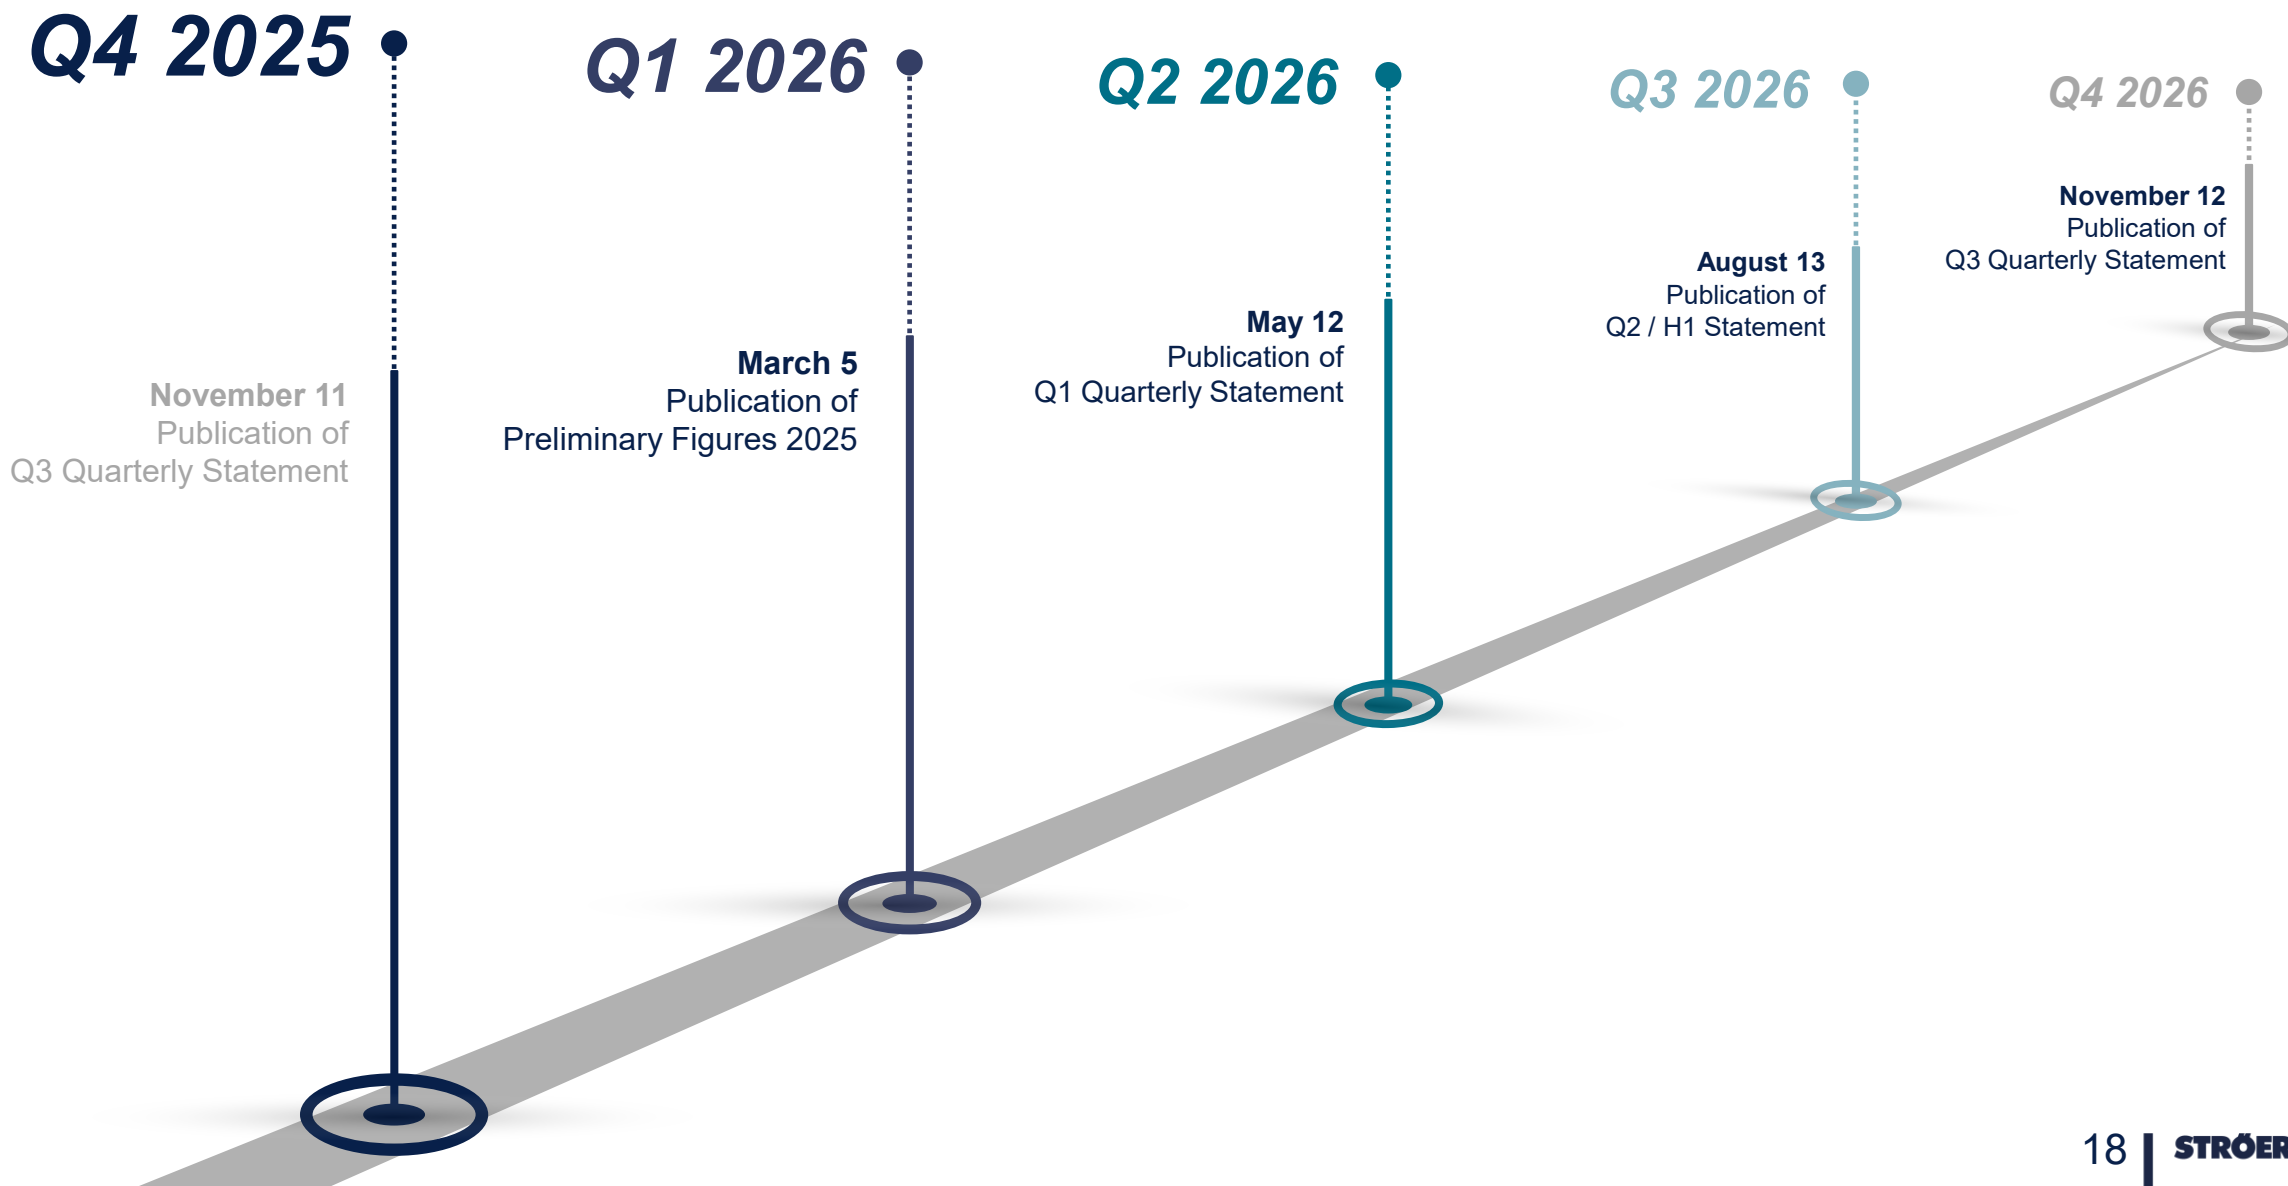 Q4 2025
November 11
Publication of
Q3 Quarterly Statement
Q1 2026
March 5
Publication of
Preliminary Figures 2025
Q2 2026
May 12
Publication of
Q1 Quarterly Statement
Q3 2026
August 13
Publication of
Q2 / H1 Statement
Q4 2026
November 12
Publication of
Q3 Quarterly Statement
18
STRÖER